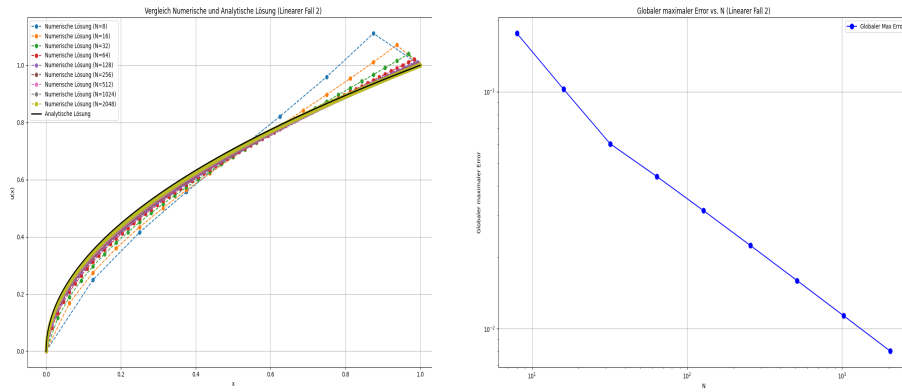 Vergleich Numerische und Analytische Lösung (Linearer Fall 2)
Numerische Lösung (N=8)
Numerische Lösung (N=16)
Numerische Lösung (N=32)
Numerische Lösung (N=64)
Numerische Lösung (N=128)
Numerische Lösung (N=256)
Numerische Lösung (N=512)
Numerische Lösung (N=1024)
Numerische Lösung (N=2048)
Analytische Lösung
u(x)
1.0
0.8
0.6
0.4
0.2
0.0
0.0 0.2 0.4 0.6 0.8 1.0
x
Globaler maximaler Error vs. N (Linearer Fall 2)
Globaler Max Error
Globaler maximaler Error
10⁻¹
10⁻²
10¹ 10² 10³
N